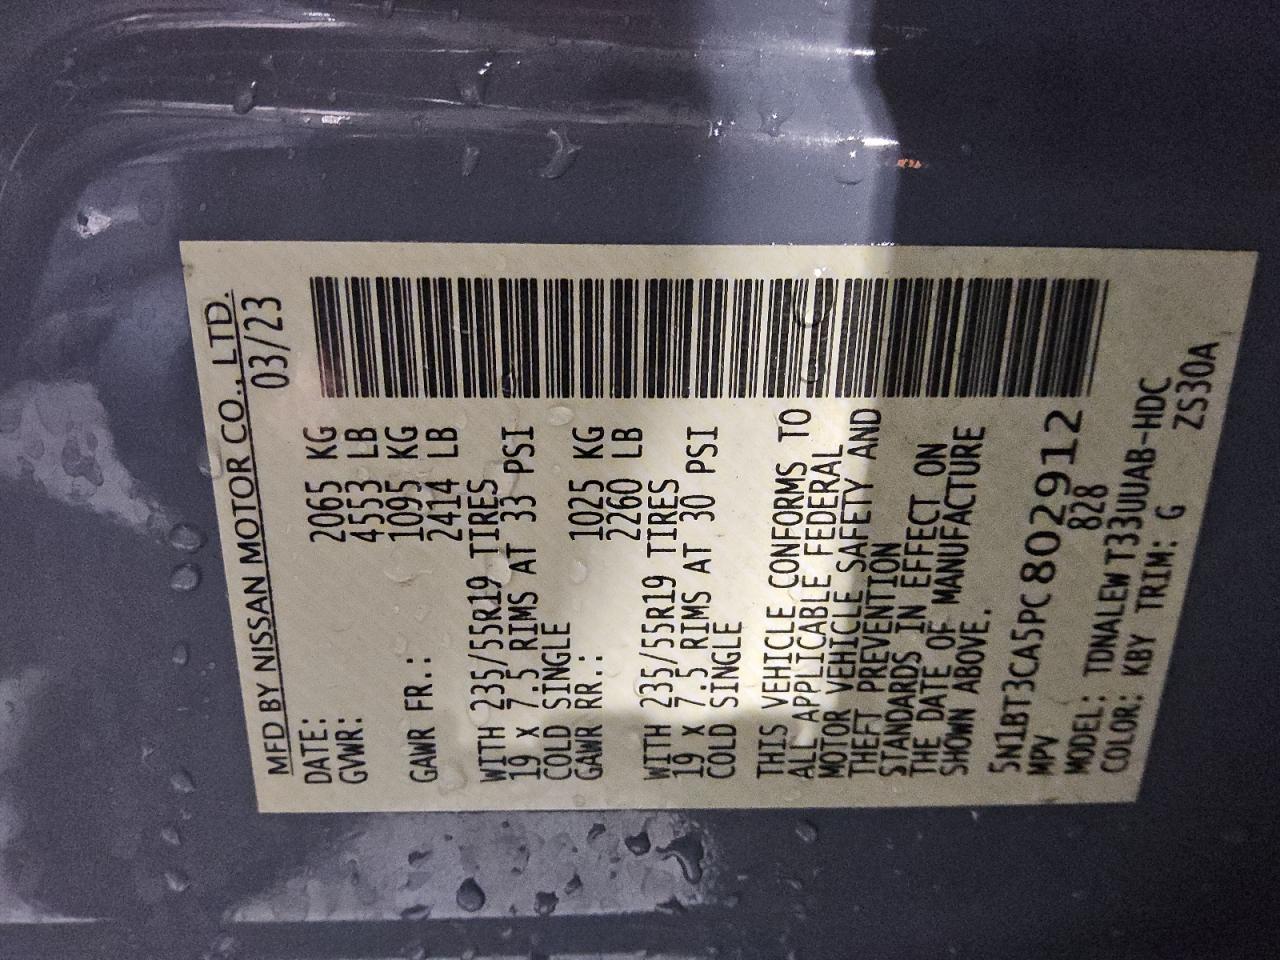 MFD BY NISSAN MOTOR CO., LTD.
DATE: 03/23
GVWR: 2065 KG
4553 LB
GAWR FR.: 1095 KG
2414 LB
WITH 235/55R19 TIRES
19 X 7.5 RIMS AT 33 PSI
COLD SINGLE
GAWR RR.: 1025 KG
2260 LB
WITH 235/55R19 TIRES
19 X 7.5 RIMS AT 30 PSI
COLD SINGLE
THIS VEHICLE CONFORMS TO
ALL APPLICABLE FEDERAL
MOTOR VEHICLE SAFETY AND
THEFT PREVENTION
STANDARDS IN EFFECT ON
THE DATE OF MANUFACTURE
SHOWN ABOVE.
5N1BT3CA5PC802912
MPV 828
MODEL: TDNALEW T33UUAB-HDC
COLOR: KBY TRIM: G ZS30A